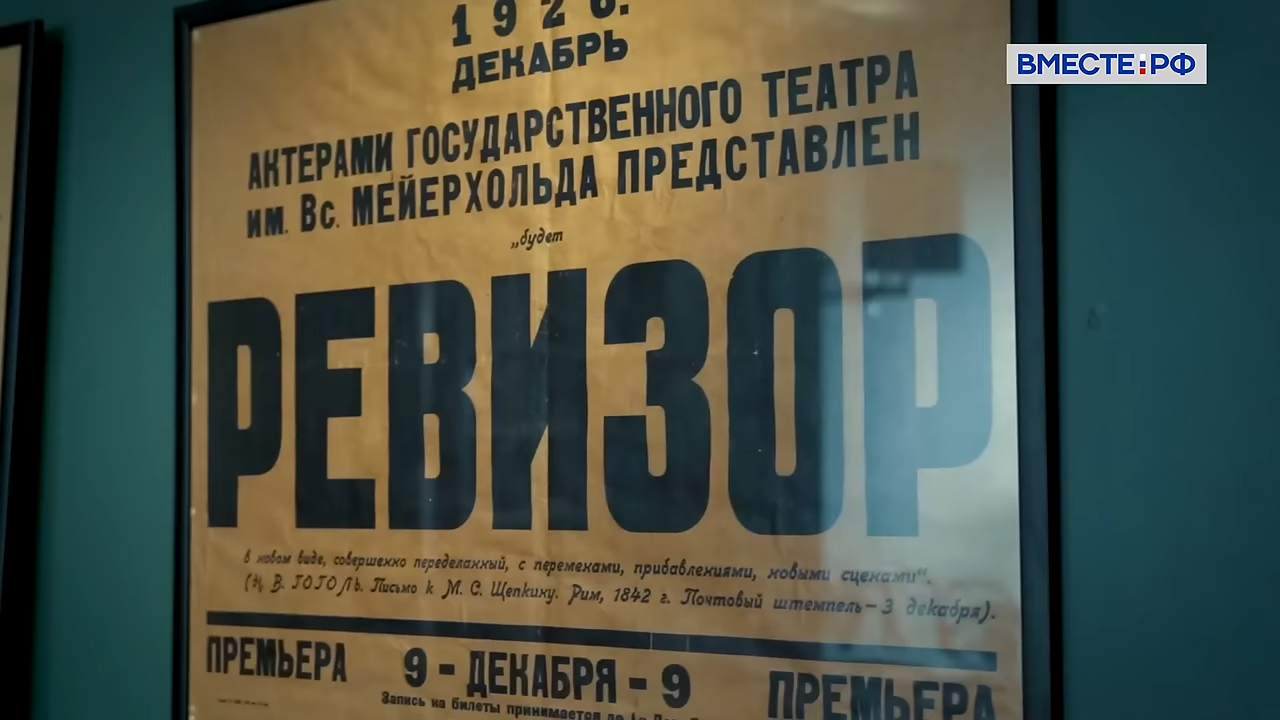 1926.
ДЕКАБРЬ
ВМЕСТЕ:РФ
АКТЕРАМИ ГОСУДАРСТВЕННОГО ТЕАТРА
ИМ. Вс. МЕЙЕРХОЛЬДА ПРЕДСТАВЛЕН
„будет
РЕВИЗОР
в новом виде, совершенно переделанный, с переменами, прибавлениями, новыми сценами“.
(Н. В. ГОГОЛЬ. Письмо к М. С. Щепкину. Рим, 1842 г. Почтовый штемпель — 3 декабря).
ПРЕМЬЕРА 9 - ДЕКАБРЯ - 9 ПРЕМЬЕРА
Запись на билеты принимается до